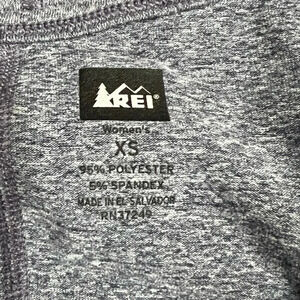 REI®
Women's
XS
95% POLYESTER
5% SPANDEX
MADE IN EL SALVADOR
RN37249